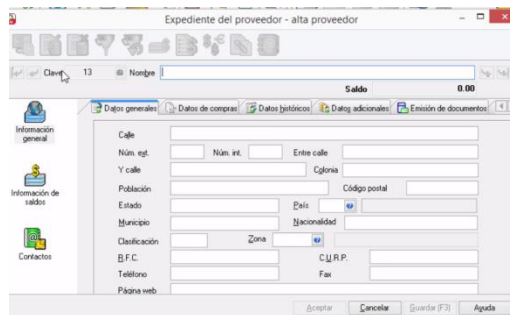 Expediente del proveedor - alta proveedor
Clave 13 Nombre
Saldo 0.00
Datos generales Datos de compras Datos históricos Datos adicionales Emisión de documentos
Información general
Información de saldos
Contactos
Calle
Núm. ext. Núm. int. Entre calle
Y calle Colonia
Población Código postal
Estado País
Municipio Nacionalidad
Clasificación Zona
R.F.C. C.U.R.P.
Teléfono Fax
Página web
Aceptar Cancelar Guardar (F3) Ayuda